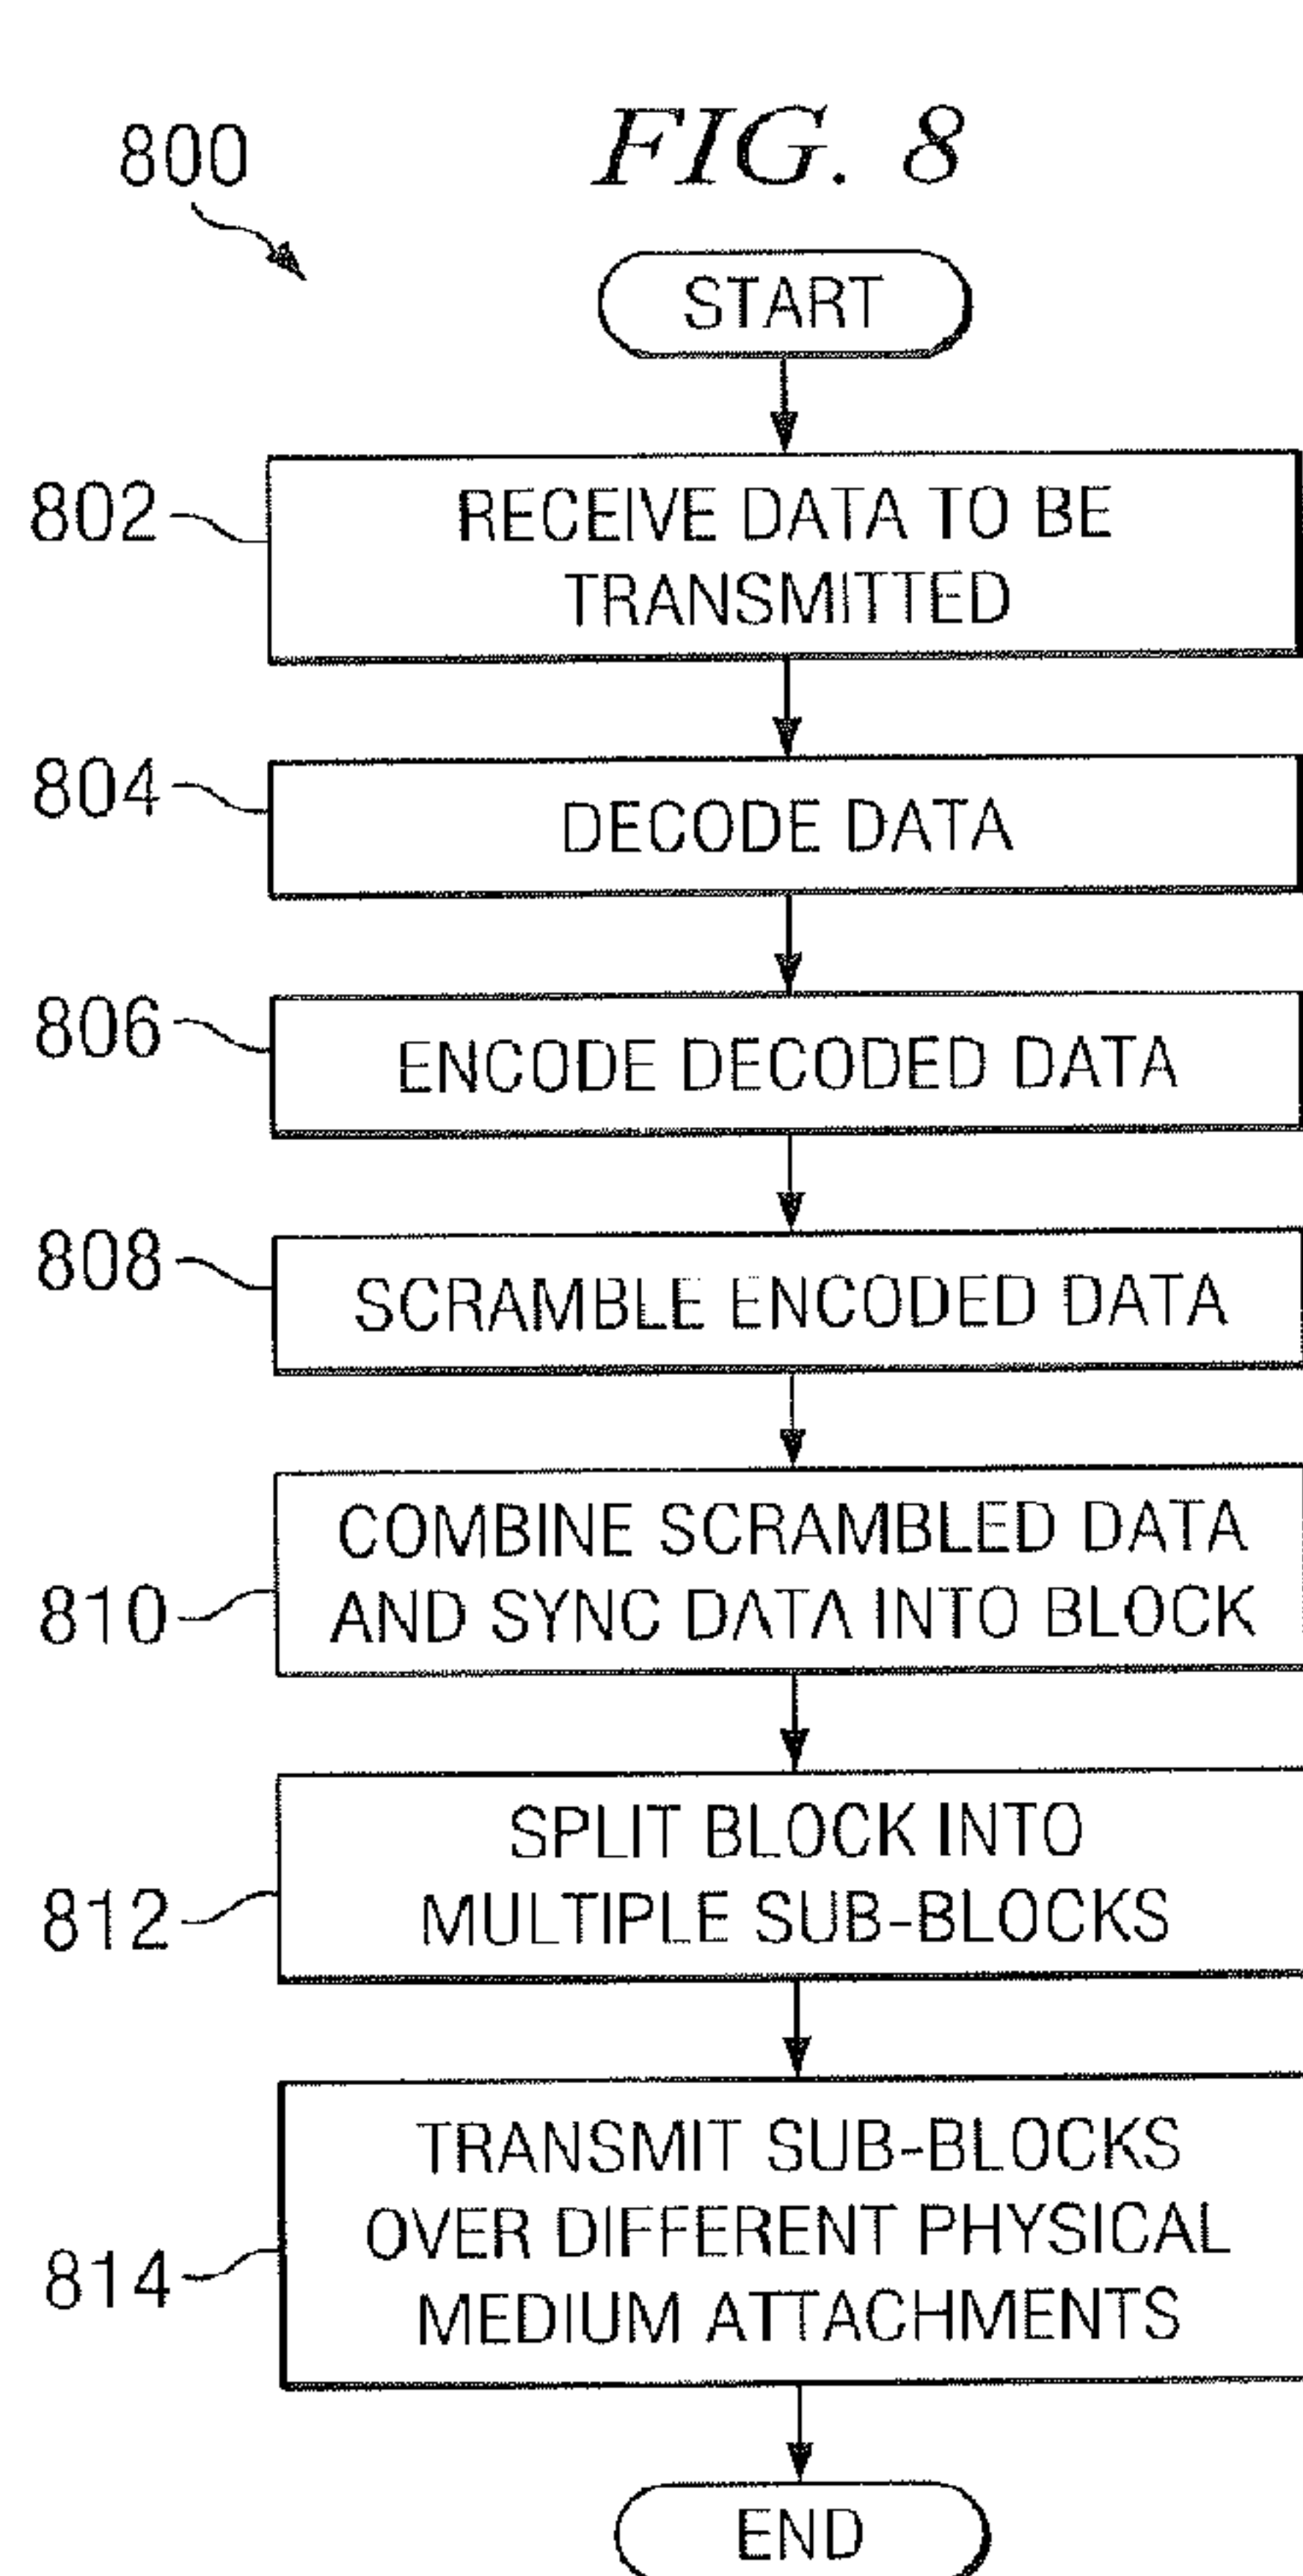 800
FIG. 8
START
802
RECEIVE DATA TO BE
TRANSMITTED
804
DECODE DATA
806
ENCODE DECODED DATA
808
SCRAMBLE ENCODED DATA
810
COMBINE SCRAMBLED DATA
AND SYNC DATA INTO BLOCK
812
SPLIT BLOCK INTO
MULTIPLE SUB-BLOCKS
814
TRANSMIT SUB-BLOCKS
OVER DIFFERENT PHYSICAL
MEDIUM ATTACHMENTS
END